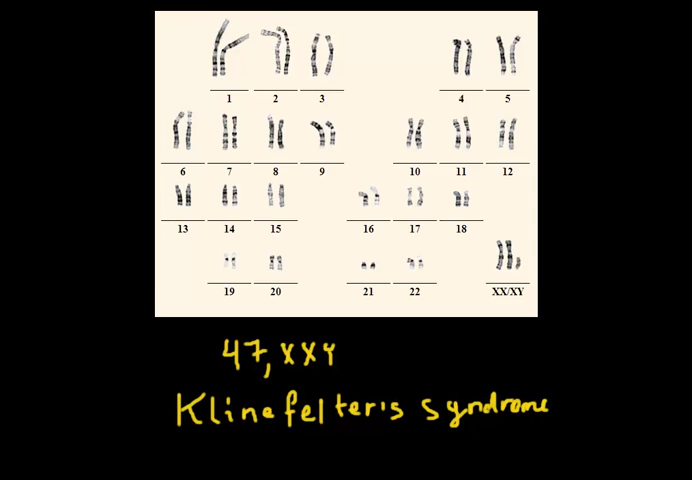 1 2 3 4 5
6 7 8 9 10 11 12
13 14 15 16 17 18
19 20 21 22 XX/XY
47, XXY
Klinefelter's syndrome